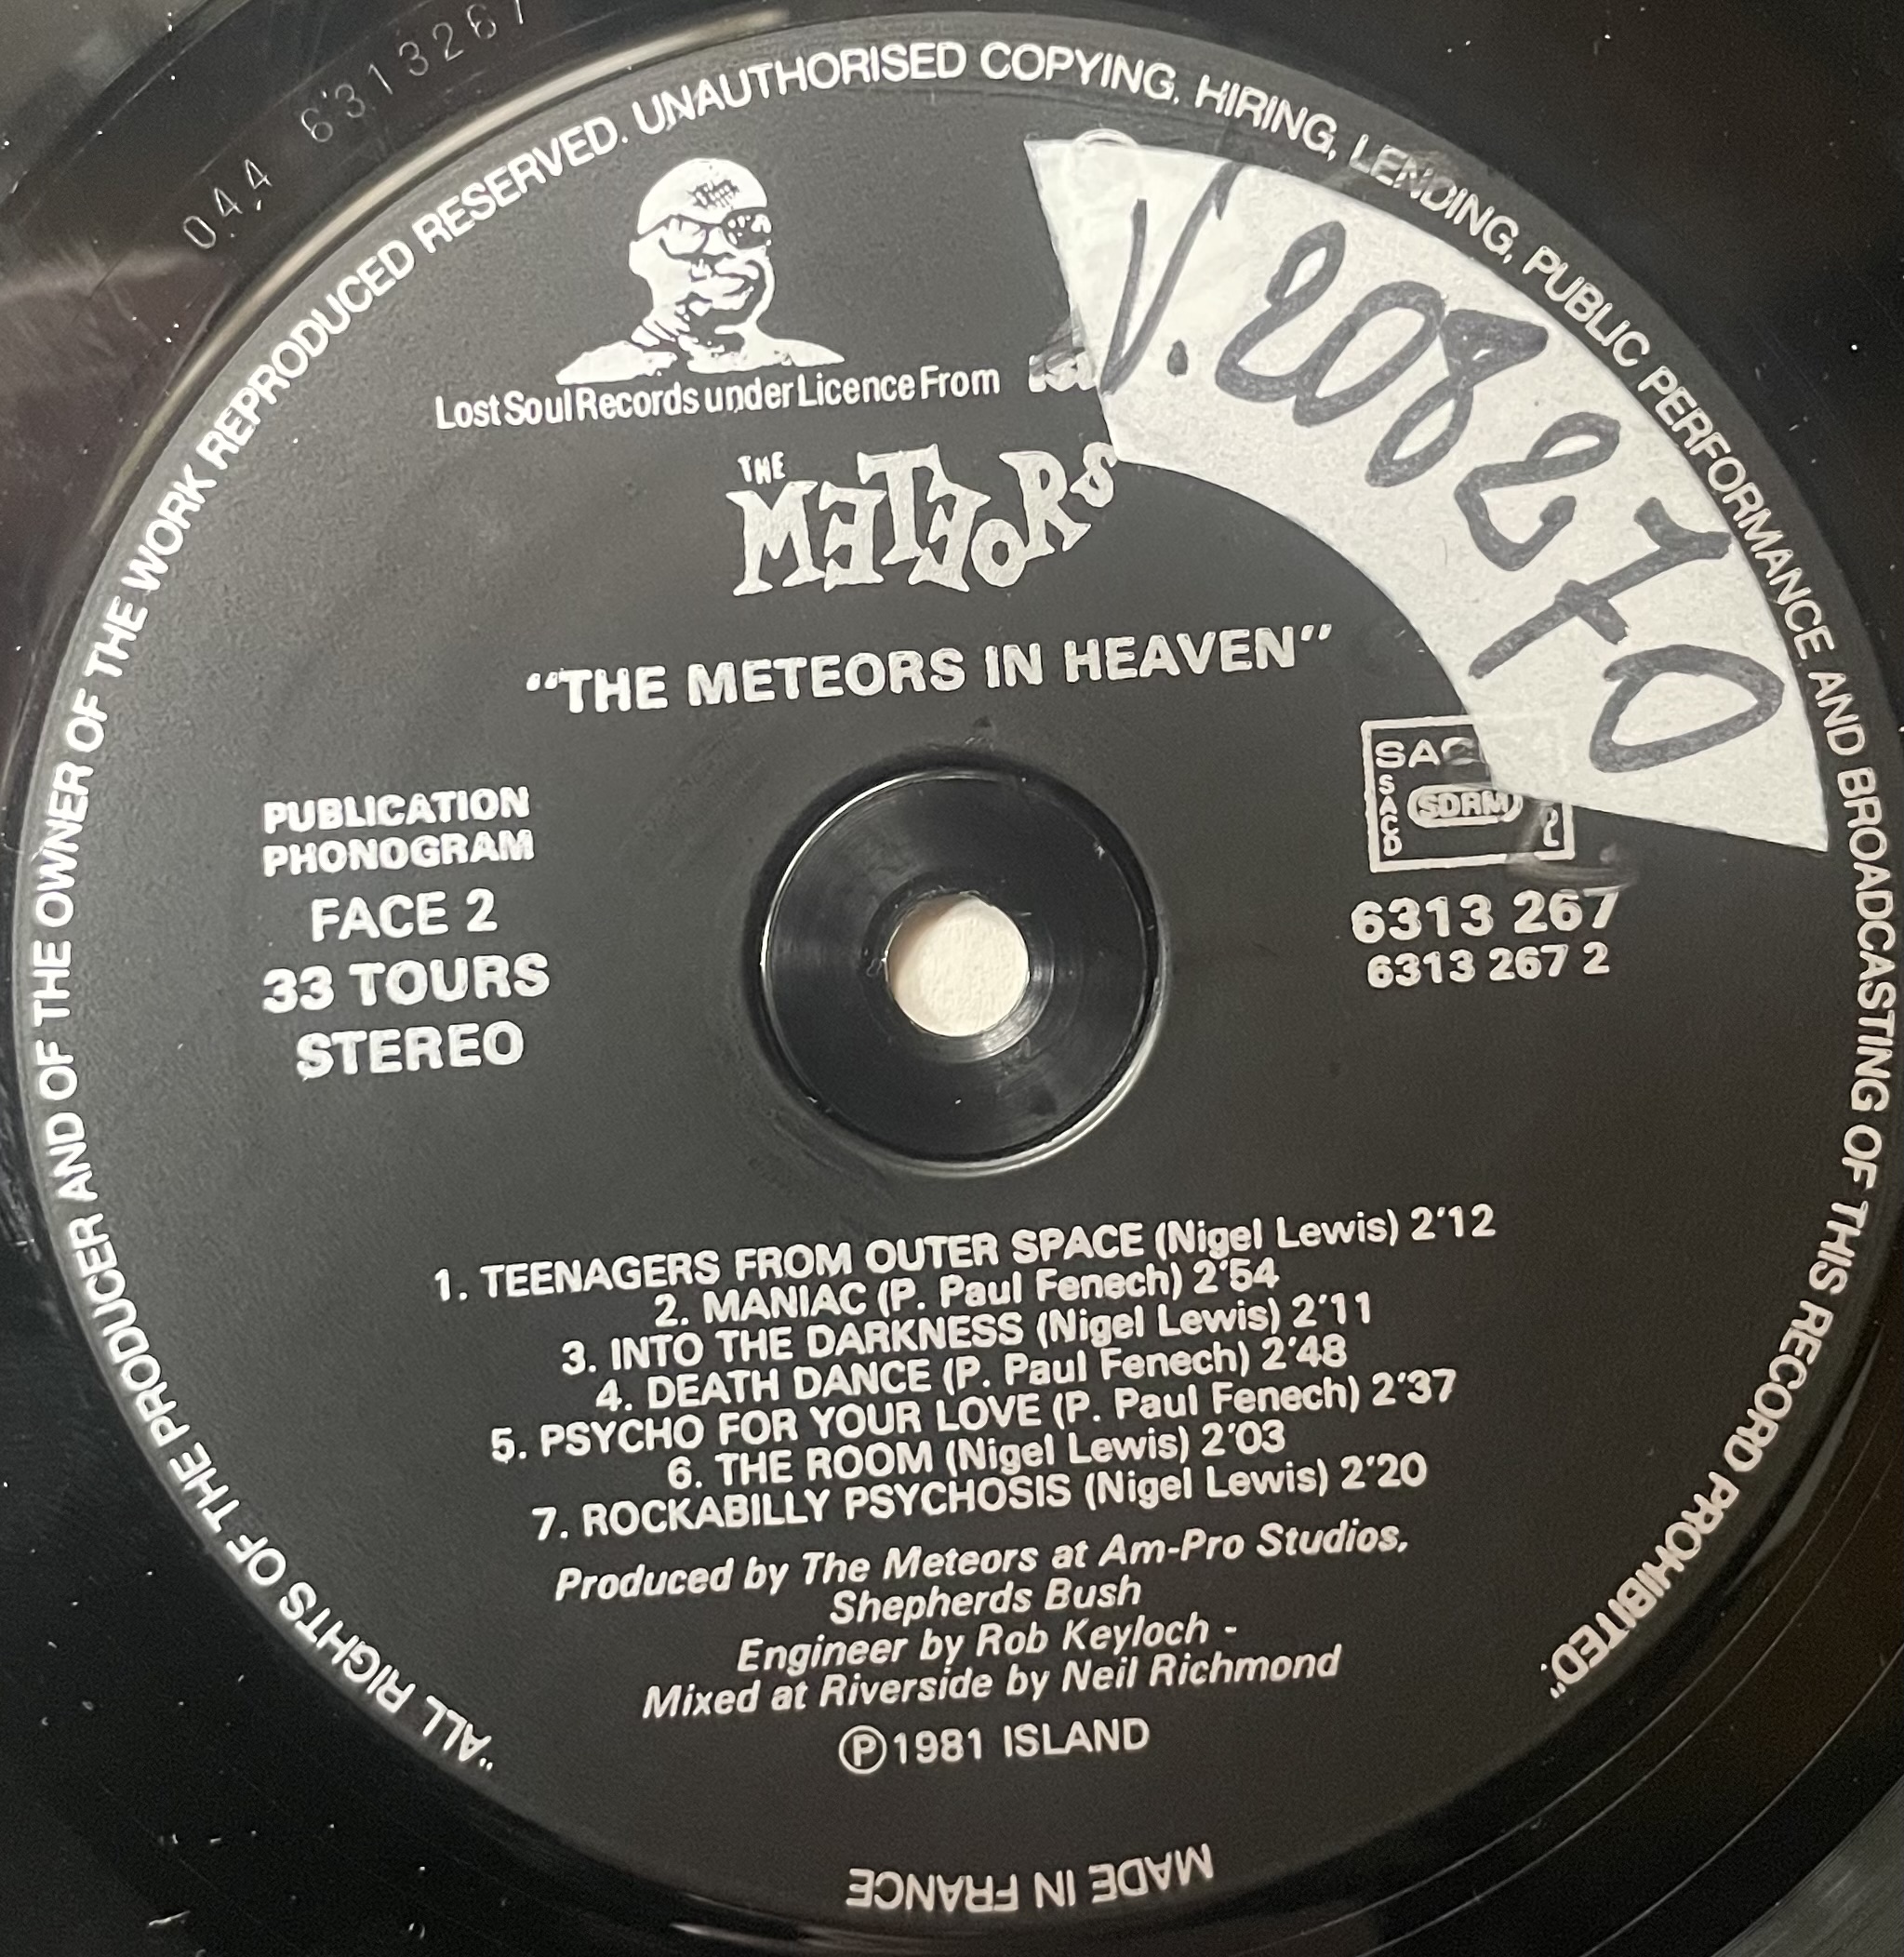 04,4 6313267
"ALL RIGHTS OF THE PRODUCER AND OF THE OWNER OF THE WORK REPRODUCED RESERVED. UNAUTHORISED COPYING, HIRING, LENDING, PUBLIC PERFORMANCE AND BROADCASTING OF THIS RECORD PROHIBITED."
V. 208270
Lost Soul Records under Licence From
THE
METEORS
"THE METEORS IN HEAVEN"
PUBLICATION
PHONOGRAM
FACE 2
33 TOURS
STEREO
SACD
SDRM
6313 267
6313 267 2
1. TEENAGERS FROM OUTER SPACE (Nigel Lewis) 2'12
2. MANIAC (P. Paul Fenech) 2'54
3. INTO THE DARKNESS (Nigel Lewis) 2'11
4. DEATH DANCE (P. Paul Fenech) 2'48
5. PSYCHO FOR YOUR LOVE (P. Paul Fenech) 2'37
6. THE ROOM (Nigel Lewis) 2'03
7. ROCKABILLY PSYCHOSIS (Nigel Lewis) 2'20
Produced by The Meteors at Am-Pro Studios,
Shepherds Bush
Engineer by Rob Keyloch -
Mixed at Riverside by Neil Richmond
Ⓟ1981 ISLAND
MADE IN FRANCE